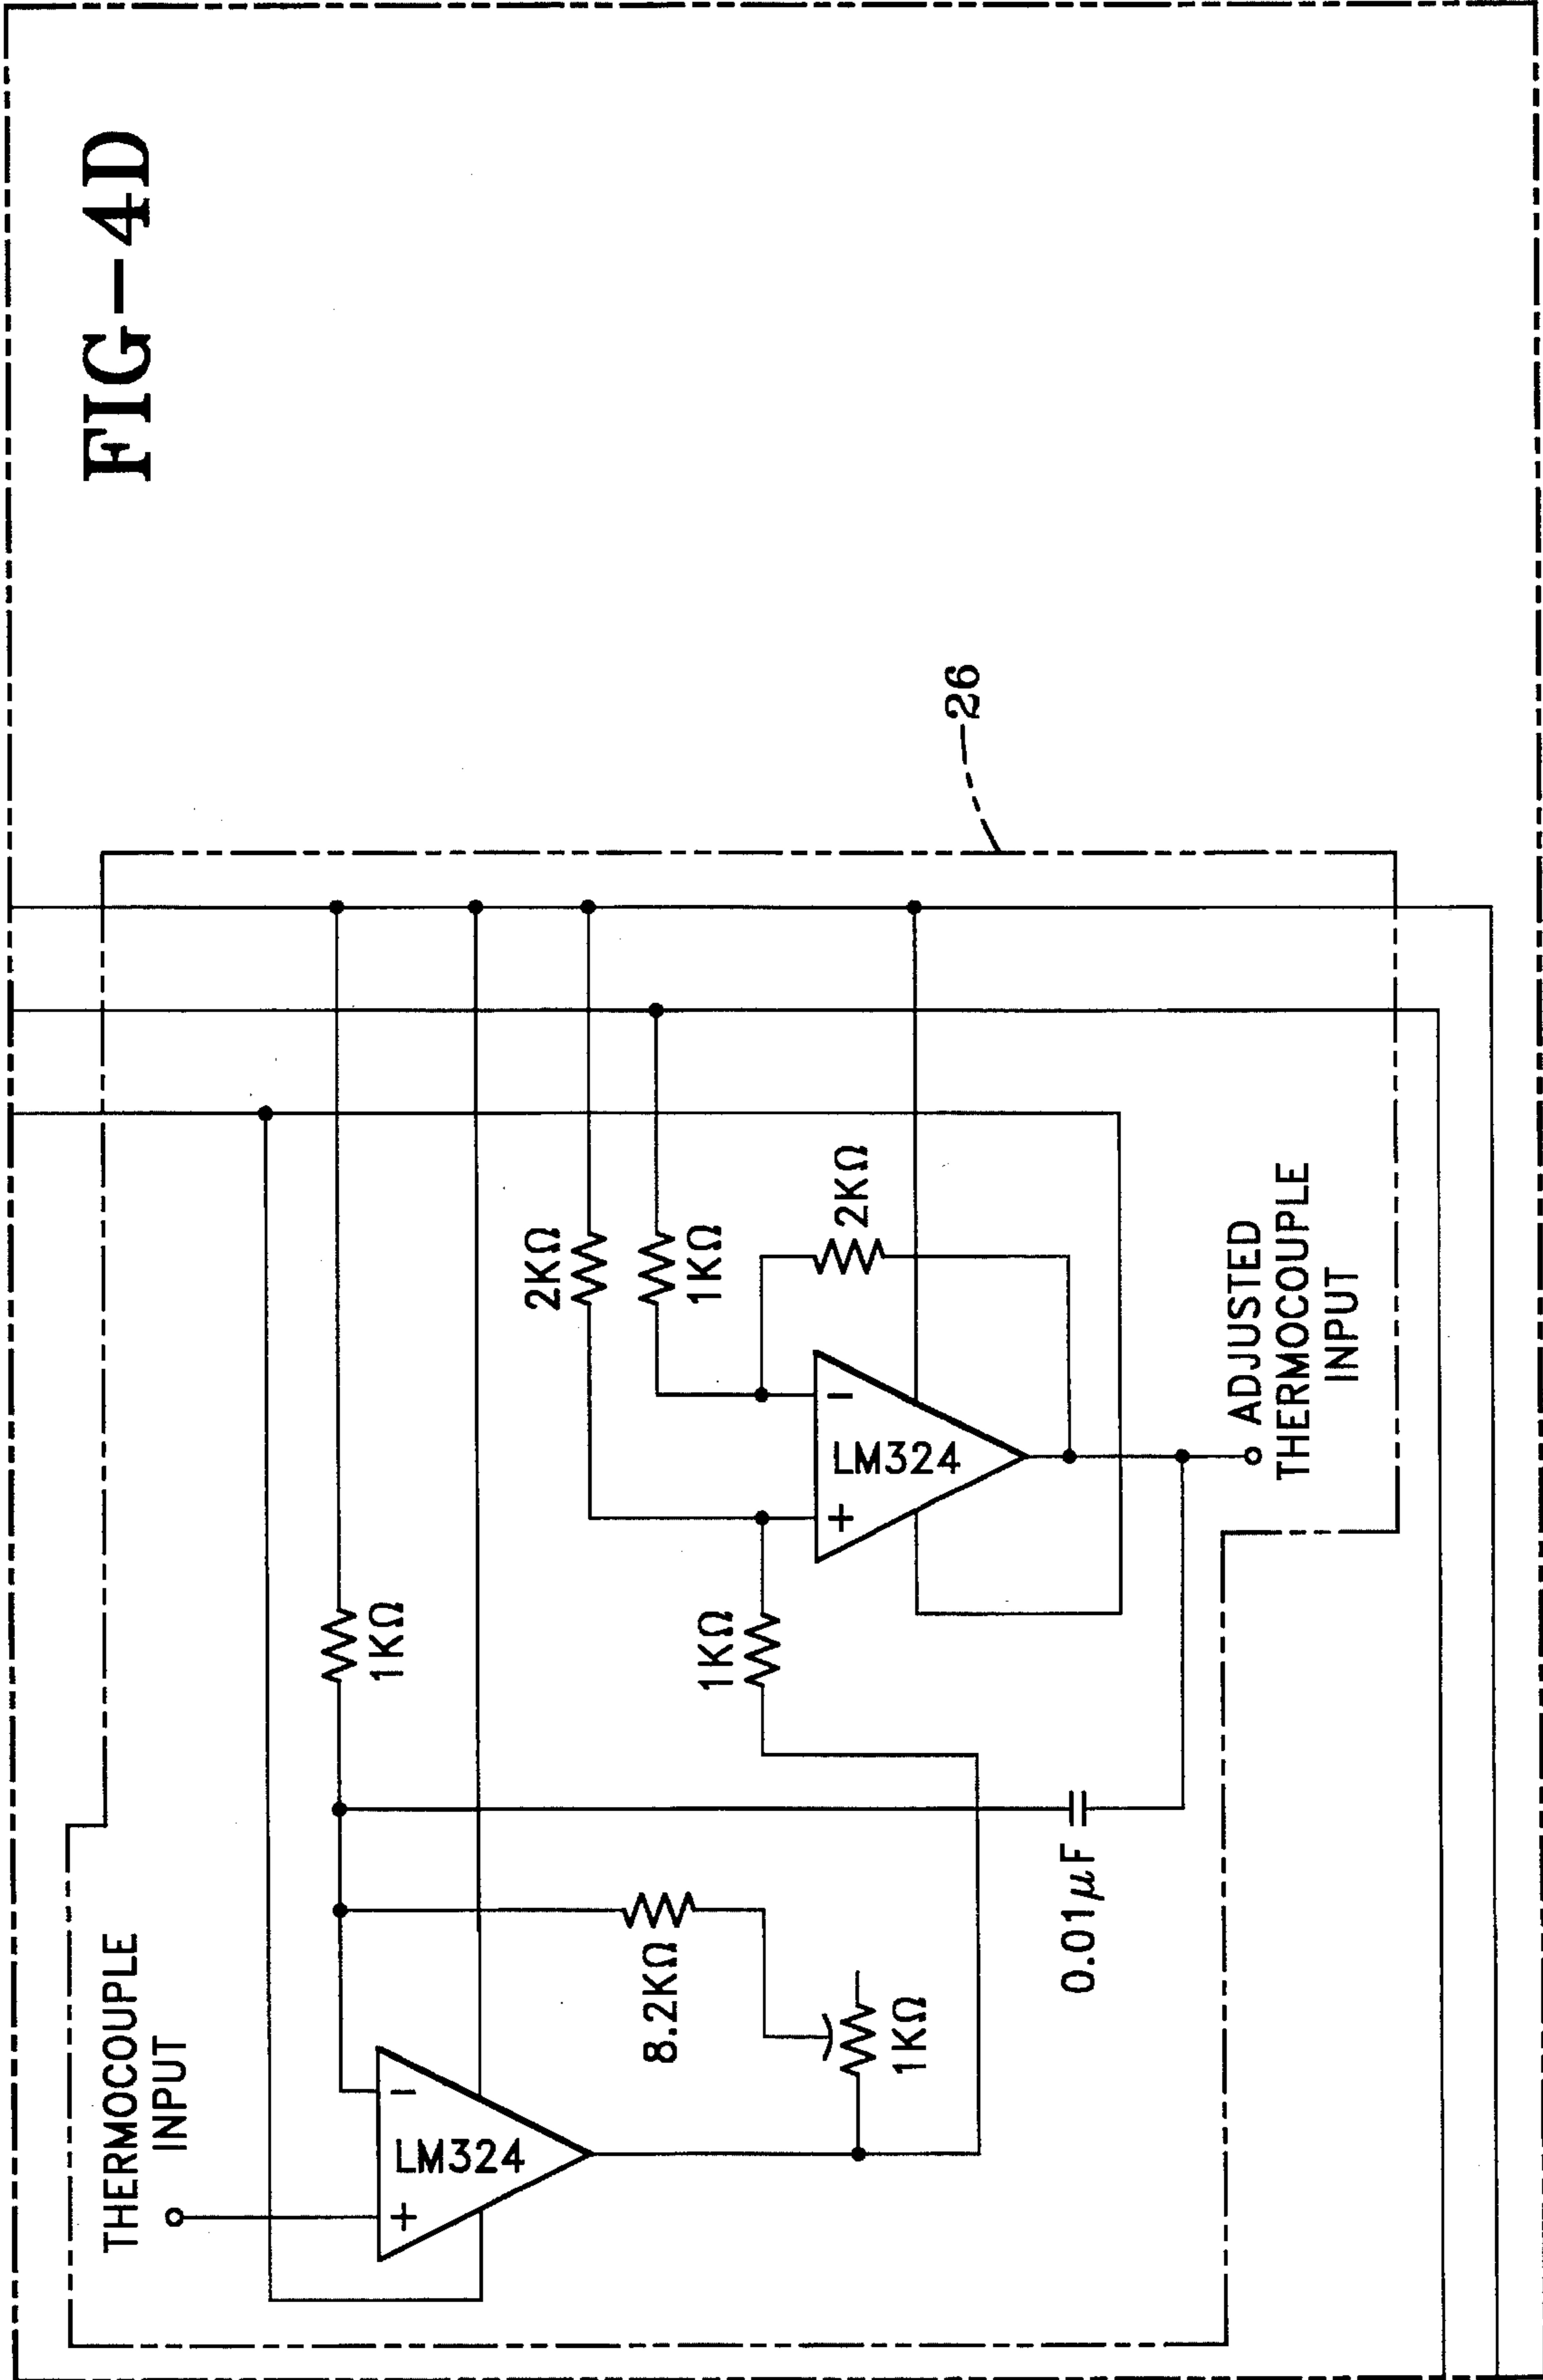 FIG-4D
THERMOCOUPLE
INPUT
+
−
LM324
1KΩ
8.2KΩ
1KΩ
0.01μF
1KΩ
2KΩ
1KΩ
2KΩ
+
−
LM324
26
ADJUSTED
THERMOCOUPLE
INPUT